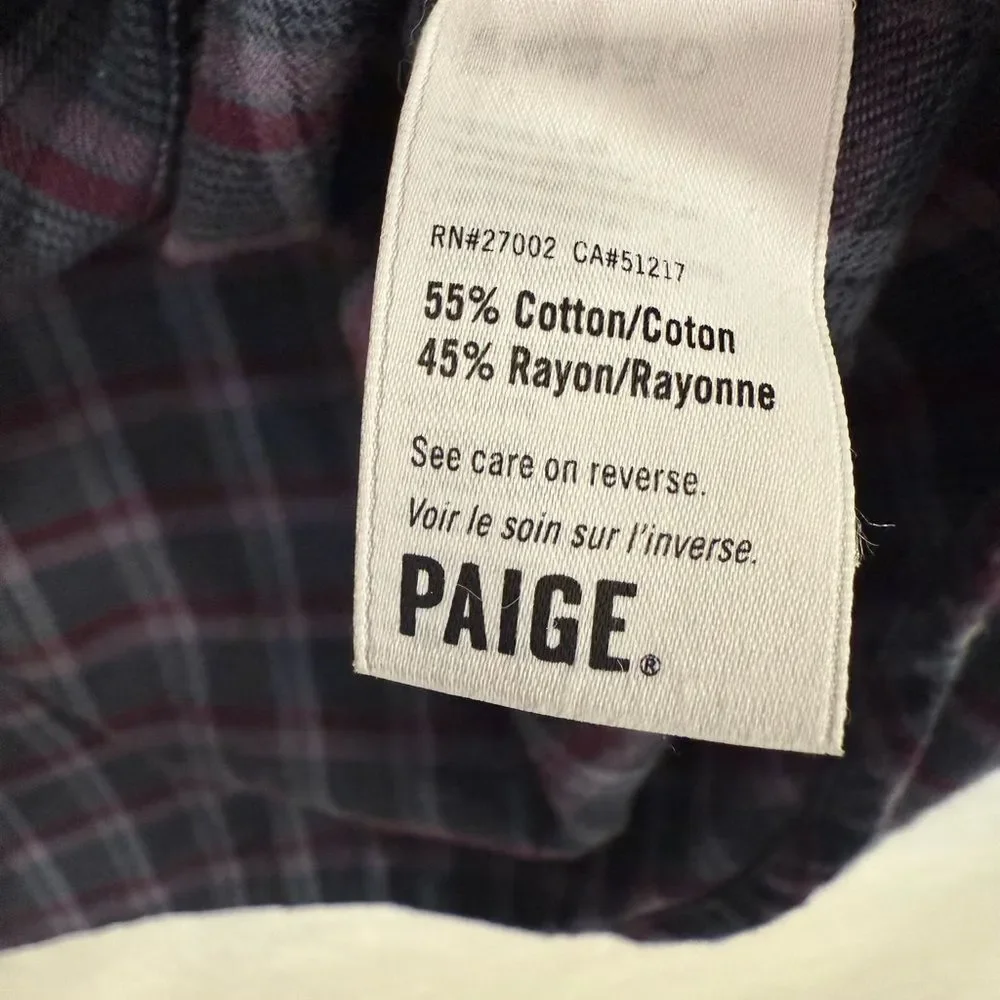 RN#27002 CA#51217
55% Cotton/Coton
45% Rayon/Rayonne
See care on reverse.
Voir le soin sur l'inverse.
PAIGE®